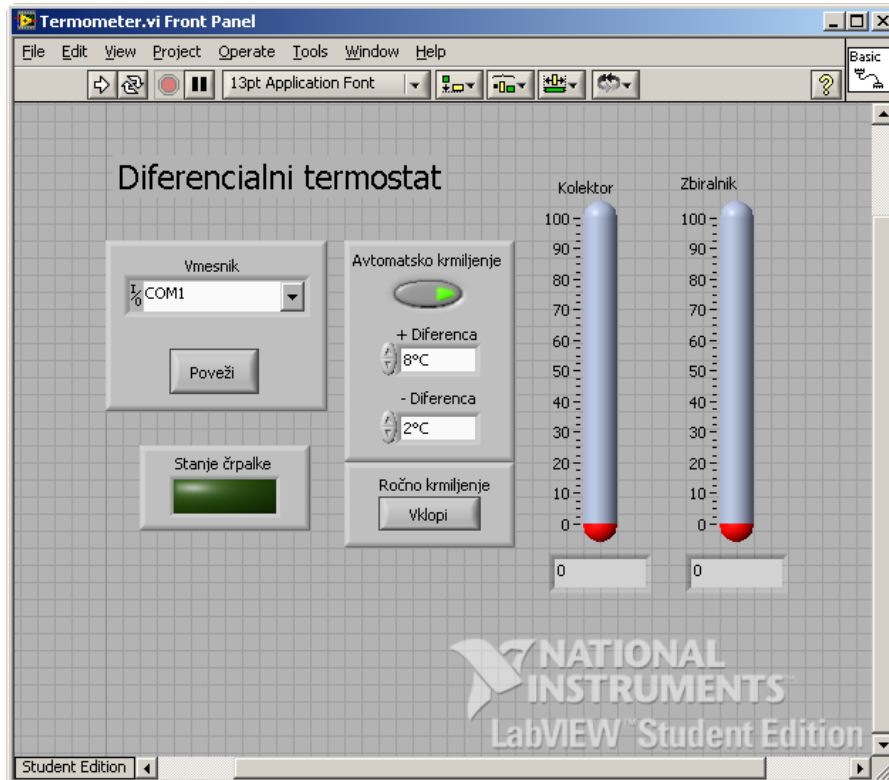 Termometer.vi Front Panel
File Edit View Project Operate Tools Window Help
13pt Application Font
?
Basic
Diferencialni termostat
Vmesnik
I/O COM1
Poveži
Stanje črpalke
Avtomatsko krmiljenje
+ Diferenca
8°C
- Diferenca
2°C
Ročno krmiljenje
Vklopi
Kolektor
100
90
80
70
60
50
40
30
20
10
0
0
Zbiralnik
100
90
80
70
60
50
40
30
20
10
0
0
NATIONAL
INSTRUMENTS™
LabVIEW™ Student Edition
Student Edition